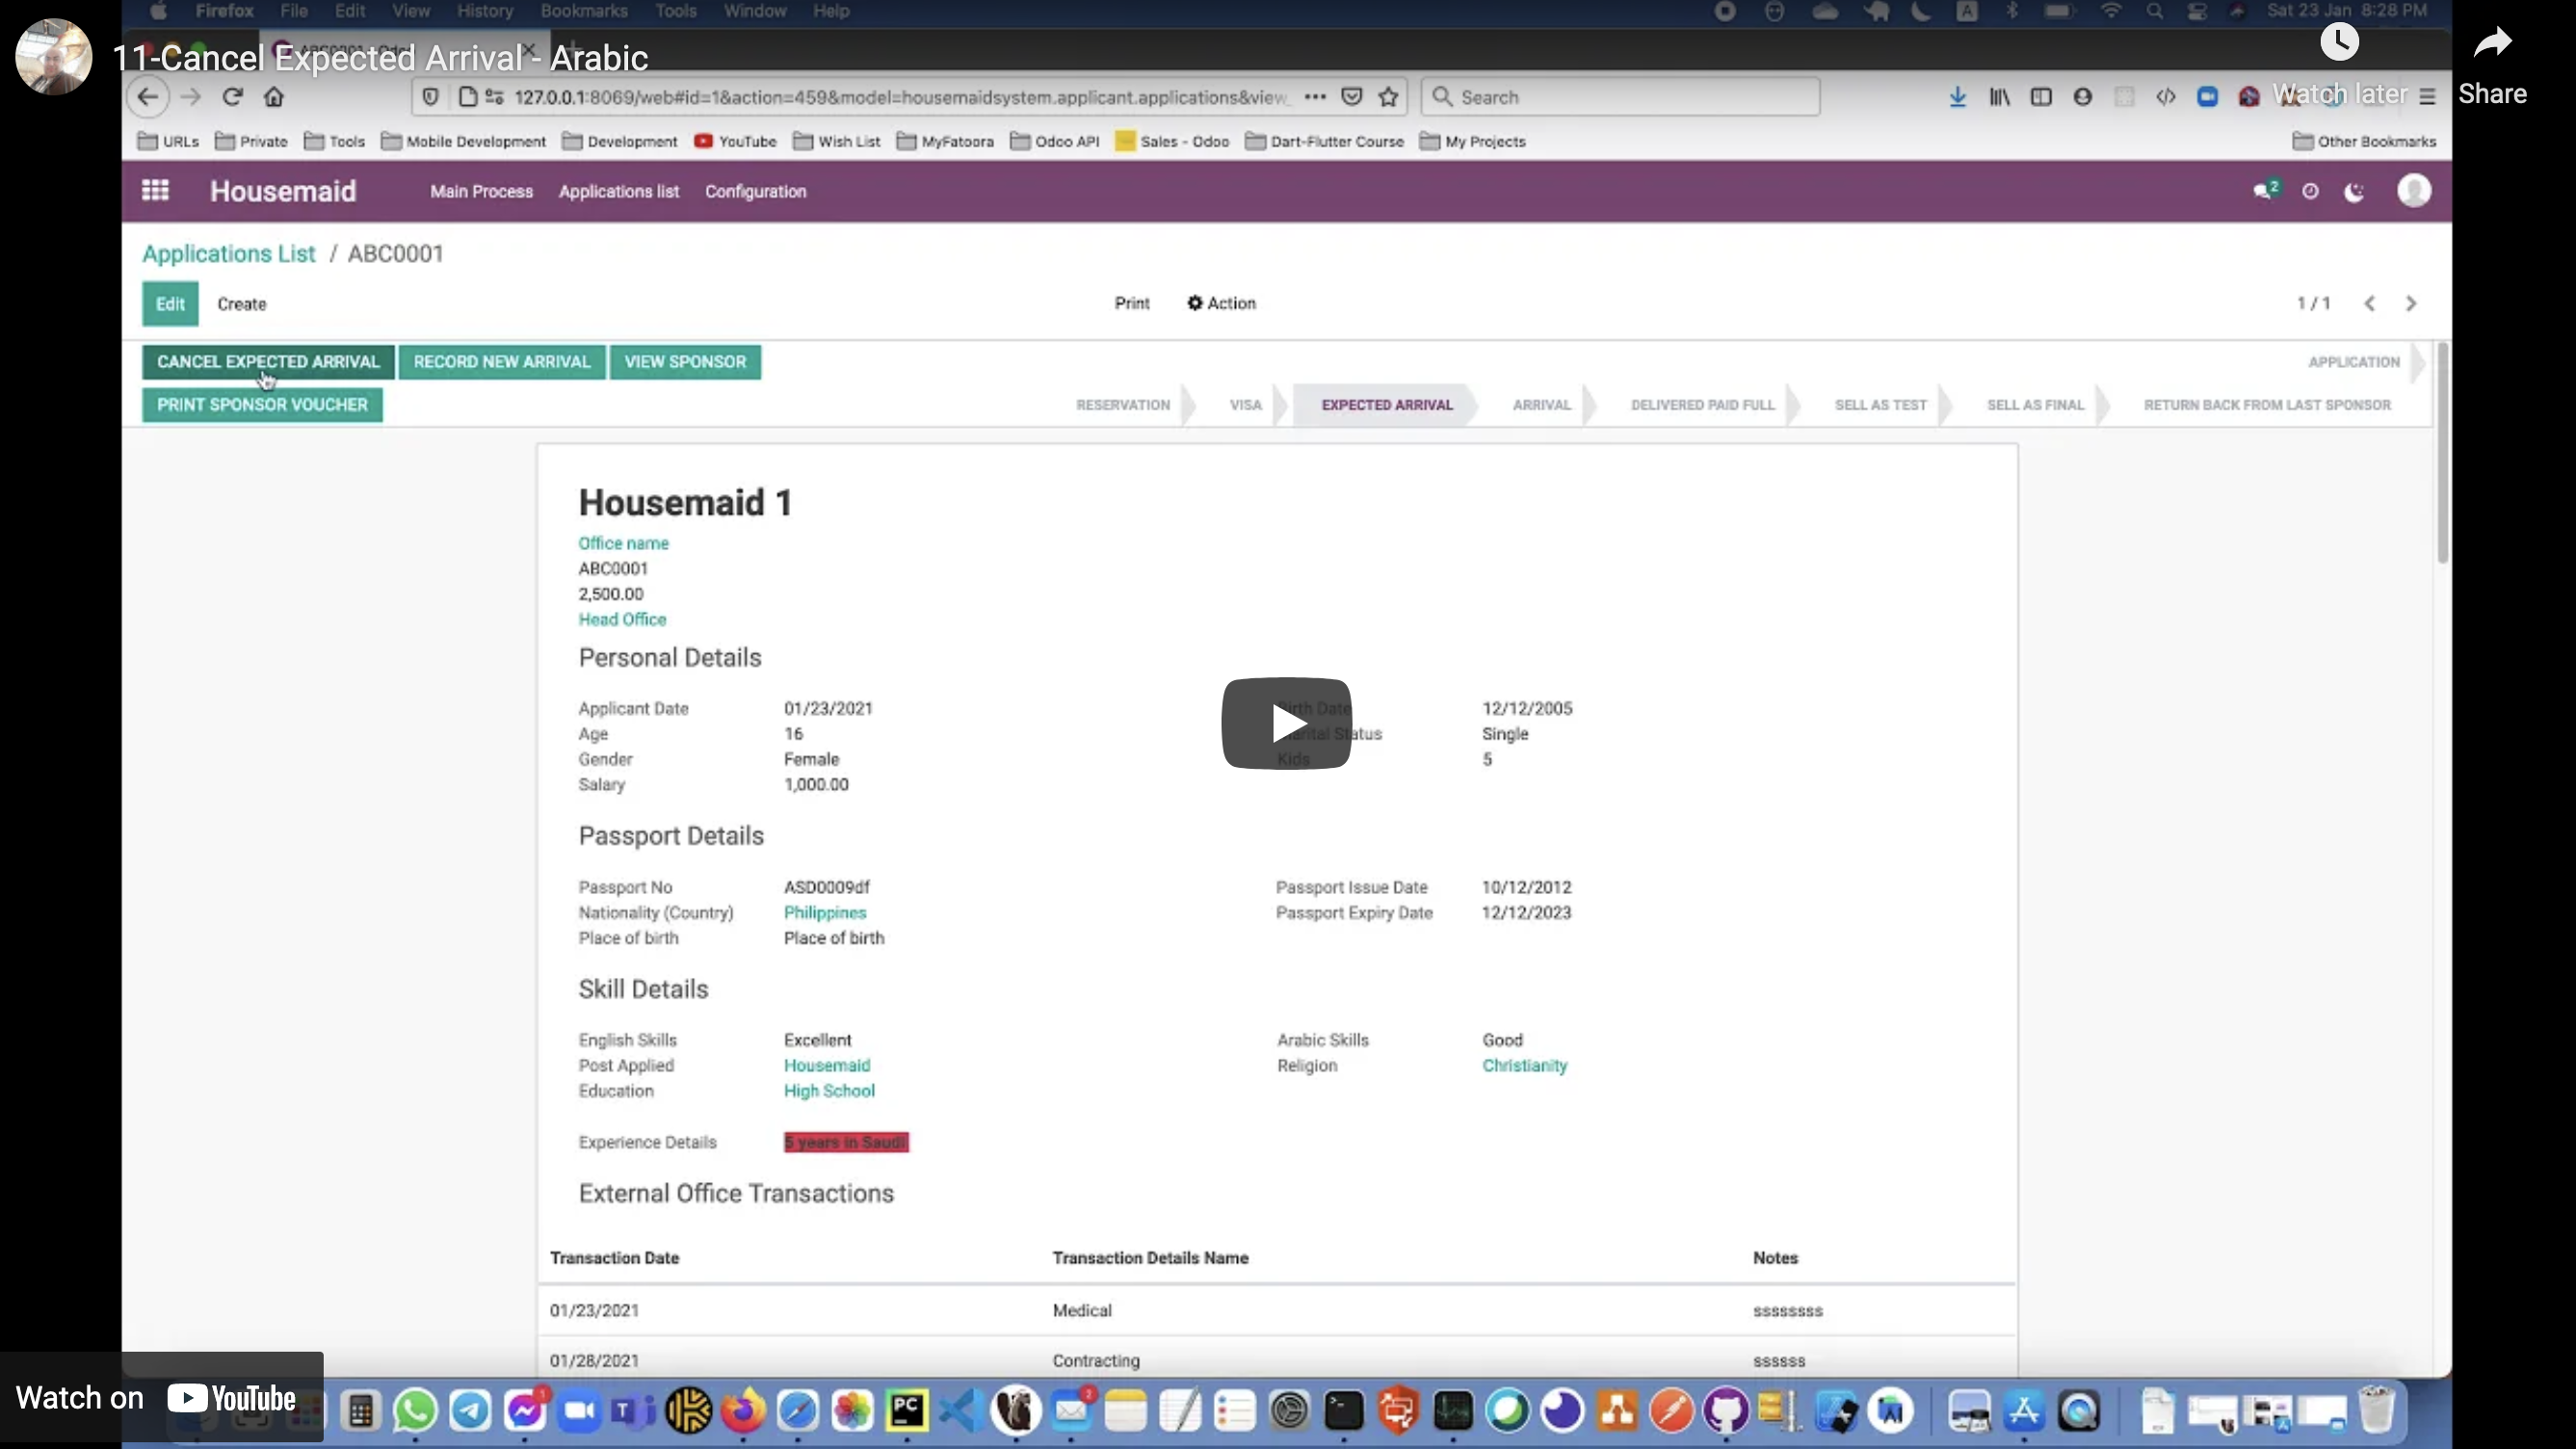 Firefox File Edit View History Bookmarks Tools Window Help
A
Sat 23 Jan 8:28 PM
11-Cancel Expected Arrival - Arabic
Watch later
Share
127.0.0.1:8069/web#id=1&action=459&model=housemaidsystem.applicant.applications&view_
Search
URLs Private Tools Mobile Development Development YouTube Wish List MyFatoora Odoo API Sales - Odoo Dart-Flutter Course My Projects Other Bookmarks
Housemaid Main Process Applications list Configuration 2
Applications List / ABC0001
Edit Create Print Action 1 / 1
CANCEL EXPECTED ARRIVAL RECORD NEW ARRIVAL VIEW SPONSOR APPLICATION
PRINT SPONSOR VOUCHER RESERVATION VISA EXPECTED ARRIVAL ARRIVAL DELIVERED PAID FULL SELL AS TEST SELL AS FINAL RETURN BACK FROM LAST SPONSOR
Housemaid 1
Office name
ABC0001
2,500.00
Head Office
Personal Details
Applicant Date 01/23/2021 Birth Date 12/12/2005
Age 16 Marital Status Single
Gender Female Kids 5
Salary 1,000.00
Passport Details
Passport No ASD0009df Passport Issue Date 10/12/2012
Nationality (Country) Philippines Passport Expiry Date 12/12/2023
Place of birth Place of birth
Skill Details
English Skills Excellent Arabic Skills Good
Post Applied Housemaid Religion Christianity
Education High School
Experience Details 5 years in Saudi
External Office Transactions
Transaction Date Transaction Details Name Notes
01/23/2021 Medical ssssssss
01/28/2021 Contracting ssssss
Watch on YouTube
1
T
PC
2